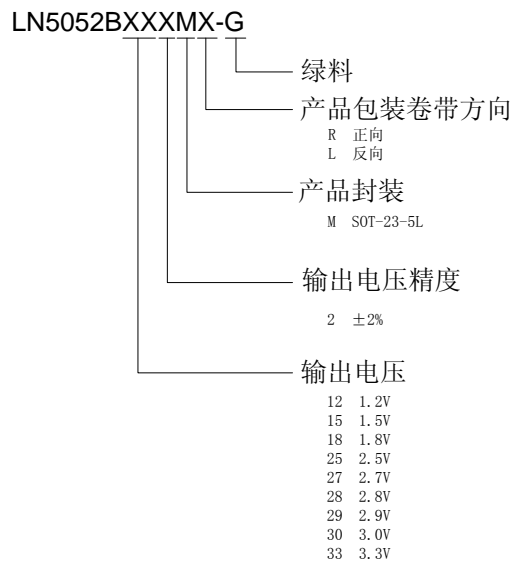 LN5052BXXXMX-G
绿料
产品包装卷带方向
R 正向
L 反向
产品封装
M SOT-23-5L
输出电压精度
2 ±2%
输出电压
12 1.2V
15 1.5V
18 1.8V
25 2.5V
27 2.7V
28 2.8V
29 2.9V
30 3.0V
33 3.3V